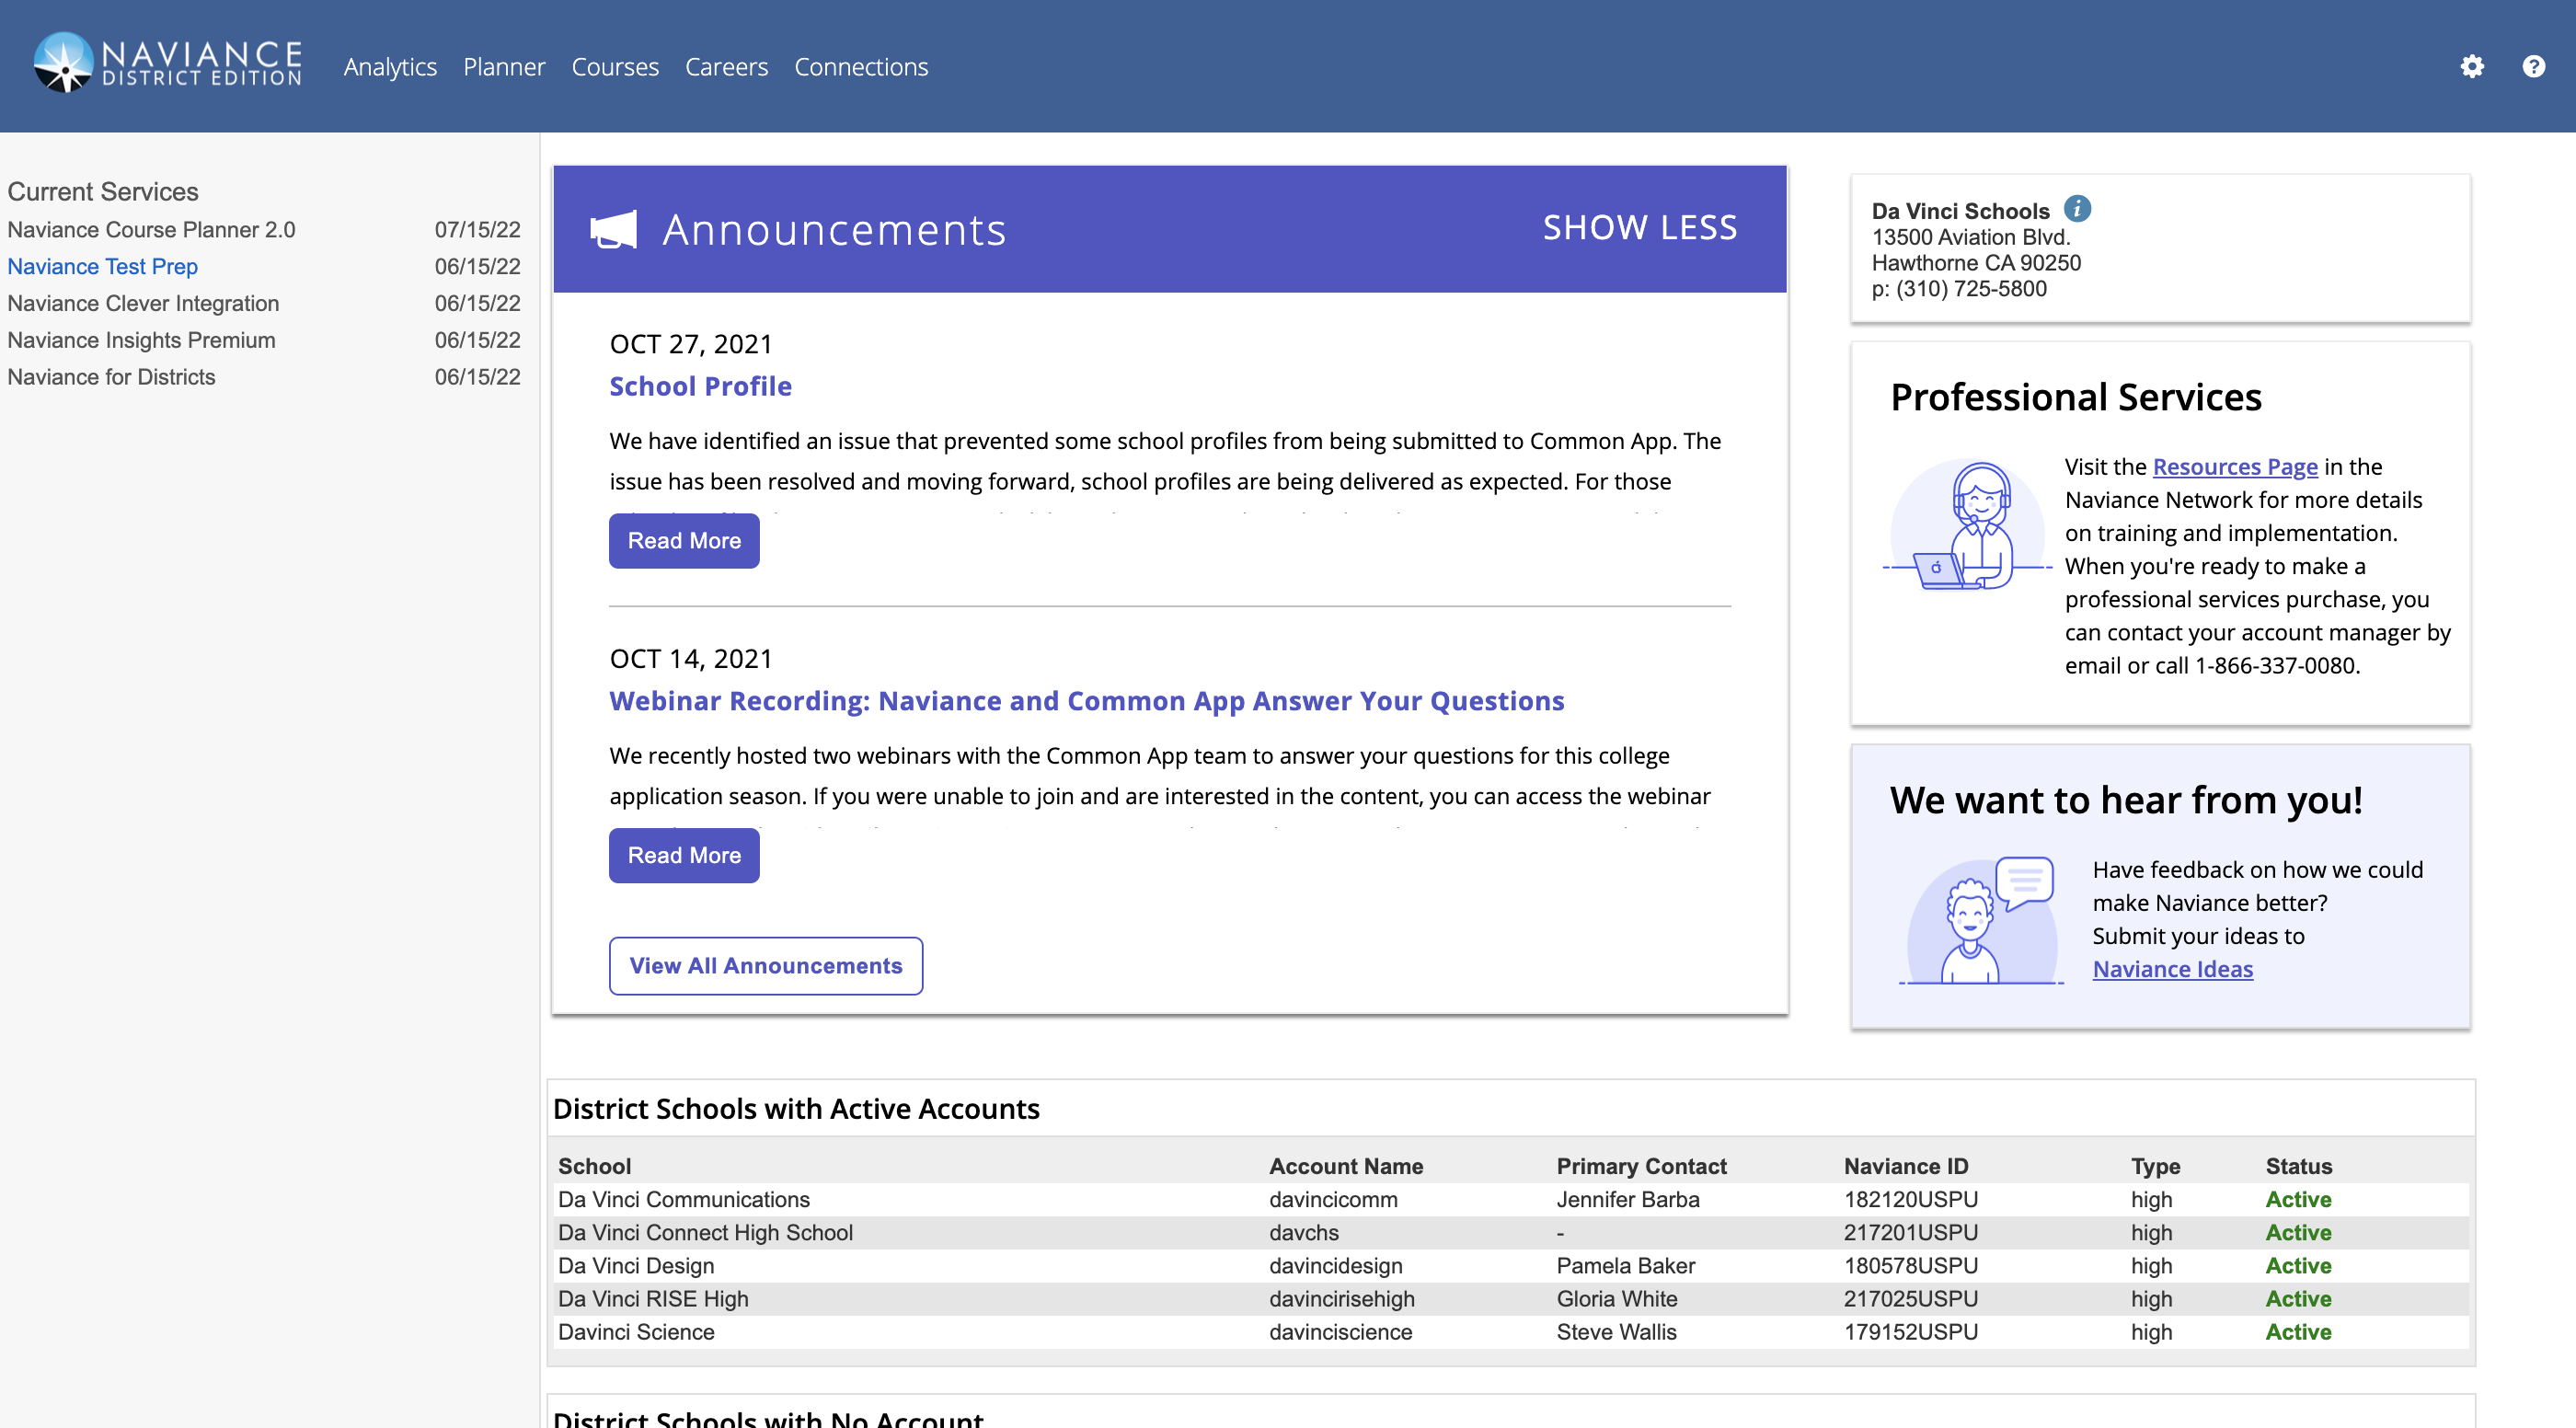 NAVIANCE
DISTRICT EDITION
Analytics Planner Courses Careers Connections
Current Services
Naviance Course Planner 2.0 07/15/22
Naviance Test Prep 06/15/22
Naviance Clever Integration 06/15/22
Naviance Insights Premium 06/15/22
Naviance for Districts 06/15/22
Announcements SHOW LESS
OCT 27, 2021
School Profile
We have identified an issue that prevented some school profiles from being submitted to Common App. The
issue has been resolved and moving forward, school profiles are being delivered as expected. For those
Read More
OCT 14, 2021
Webinar Recording: Naviance and Common App Answer Your Questions
We recently hosted two webinars with the Common App team to answer your questions for this college
application season. If you were unable to join and are interested in the content, you can access the webinar
Read More
View All Announcements
Da Vinci Schools
13500 Aviation Blvd.
Hawthorne CA 90250
p: (310) 725-5800
Professional Services
Visit the Resources Page in the
Naviance Network for more details
on training and implementation.
When you're ready to make a
professional services purchase, you
can contact your account manager by
email or call 1-866-337-0080.
We want to hear from you!
Have feedback on how we could
make Naviance better?
Submit your ideas to
Naviance Ideas
District Schools with Active Accounts
School Account Name Primary Contact Naviance ID Type Status
Da Vinci Communications davincicomm Jennifer Barba 182120USPU high Active
Da Vinci Connect High School davchs - 217201USPU high Active
Da Vinci Design davincidesign Pamela Baker 180578USPU high Active
Da Vinci RISE High davincirisehigh Gloria White 217025USPU high Active
Davinci Science davinciscience Steve Wallis 179152USPU high Active
District Schools with No Account